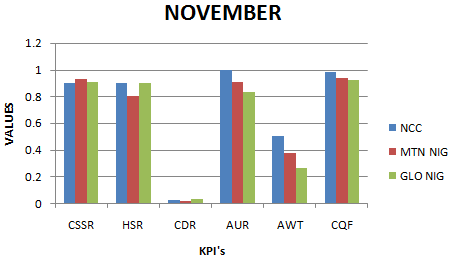 NOVEMBER
1.2
1
0.8
0.6
0.4
0.2
0
VALUES
CSSR HSR CDR AUR AWT CQF
KPI's
NCC
MTN NIG
GLO NIG